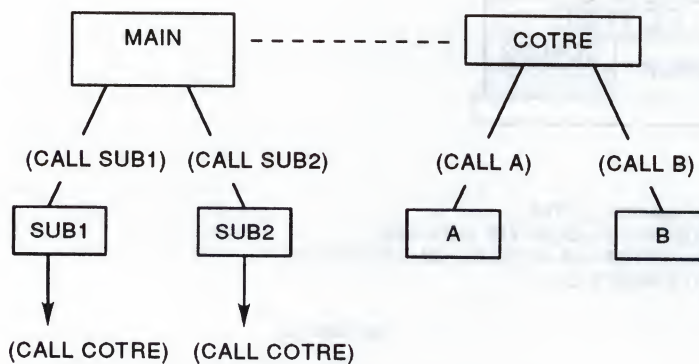 MAIN
COTRE
(CALL SUB1) (CALL SUB2)
(CALL A) (CALL B)
SUB1
SUB2
A
B
(CALL COTRE) (CALL COTRE)